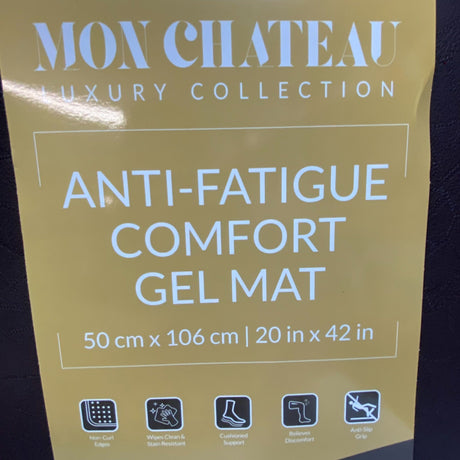 MON CHATEAU
LUXURY COLLECTION
ANTI-FATIGUE
COMFORT
GEL MAT
50 cm x 106 cm | 20 in x 42 in
Non-Curl
Edges
Wipes Clean &
Stain-Resistant
Cushioned
Support
Relieves
Discomfort
Anti-Slip
Grip